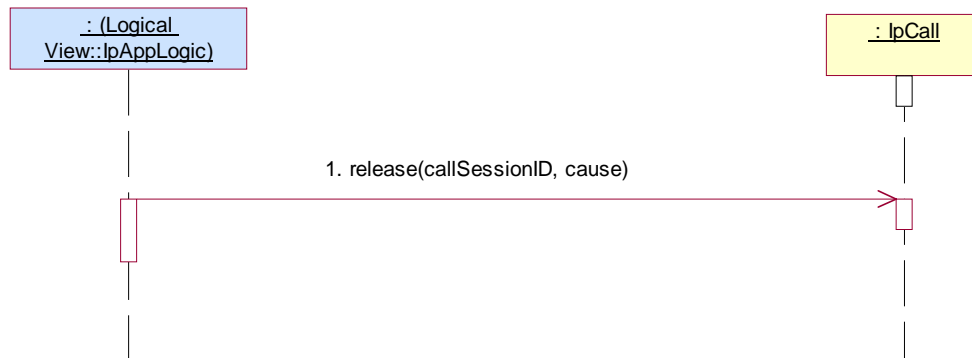 : (Logical
View::IpAppLogic)
: IpCall
1. release(callSessionID, cause)